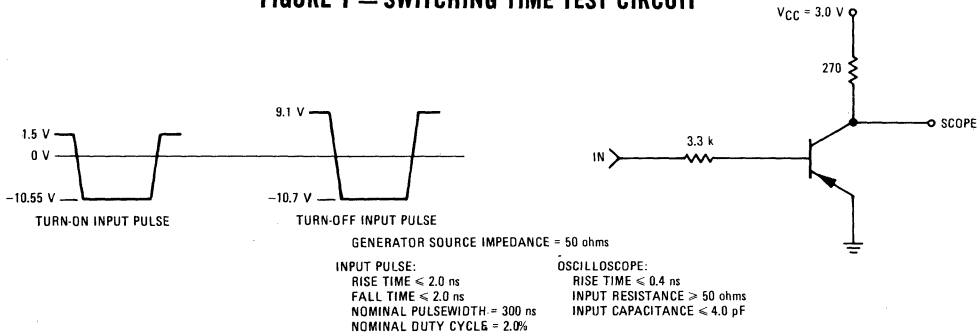 FIGURE 1 — SWITCHING TIME TEST CIRCUIT
VCC = 3.0 V
270
SCOPE
9.1 V
1.5 V
0 V
3.3 k
IN
−10.55 V
−10.7 V
TURN-ON INPUT PULSE
TURN-OFF INPUT PULSE
GENERATOR SOURCE IMPEDANCE = 50 ohms
INPUT PULSE:
RISE TIME ≤ 2.0 ns
FALL TIME ≤ 2.0 ns
NOMINAL PULSEWIDTH = 300 ns
NOMINAL DUTY CYCLE = 2.0%
OSCILLOSCOPE:
RISE TIME ≤ 0.4 ns
INPUT RESISTANCE ≥ 50 ohms
INPUT CAPACITANCE ≤ 4.0 pF